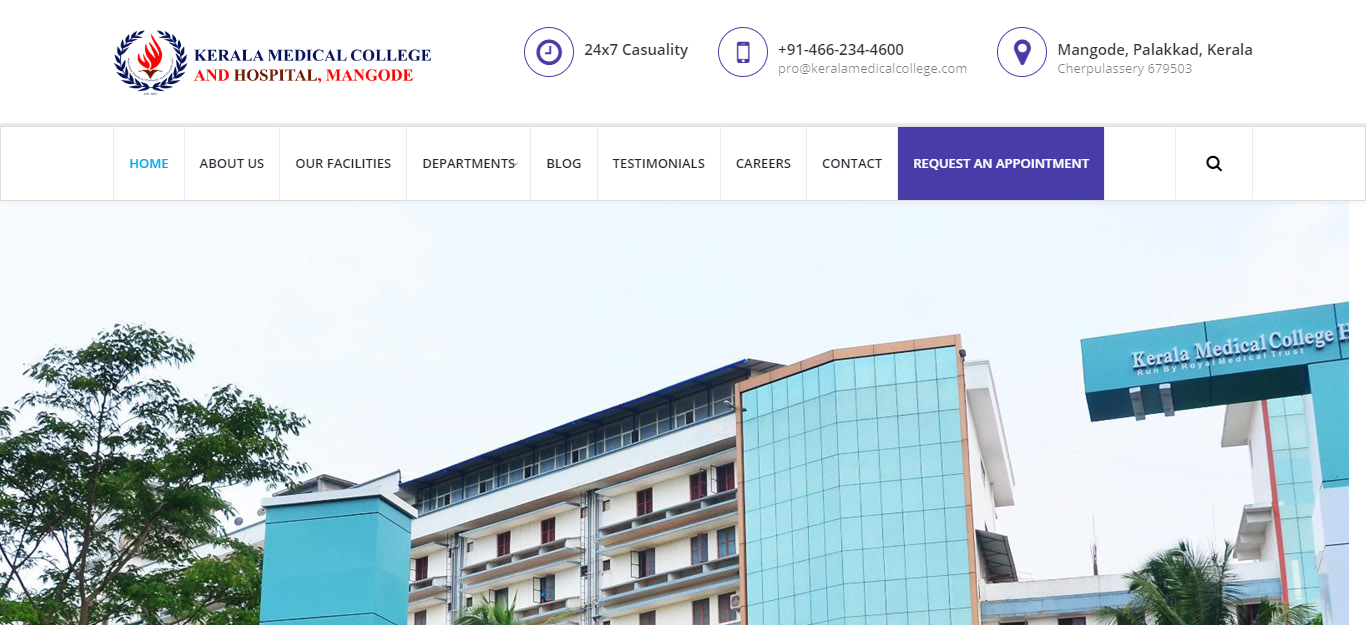 KERALA MEDICAL COLLEGE
AND HOSPITAL, MANGODE
24x7 Casuality
+91-466-234-4600
pro@keralamedicalcollege.com
Mangode, Palakkad, Kerala
Cherpulassery 679503
HOME ABOUT US OUR FACILITIES DEPARTMENTS BLOG TESTIMONIALS CAREERS CONTACT REQUEST AN APPOINTMENT
Kerala Medical College H
Run By Royal Medical Trust